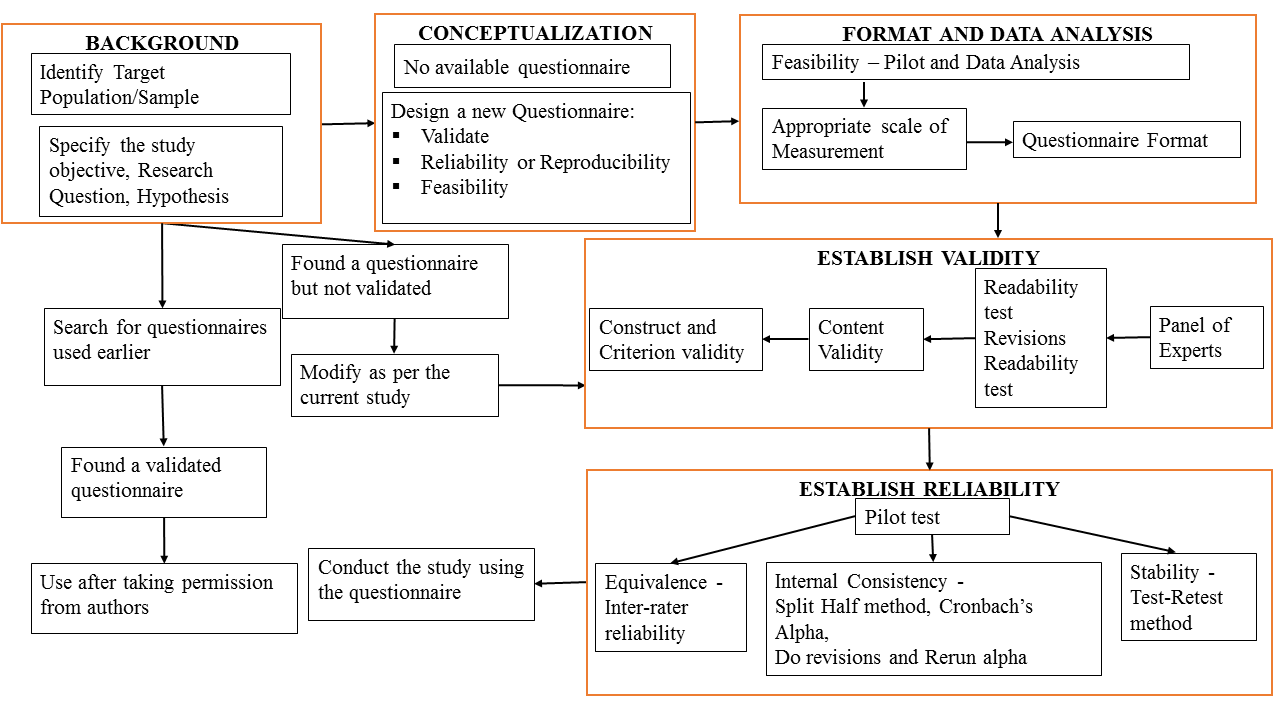 BACKGROUND
Identify Target
Population/Sample
Specify the study
objective, Research
Question, Hypothesis
CONCEPTUALIZATION
No available questionnaire
Design a new Questionnaire:
▪ Validate
▪ Reliability or Reproducibility
▪ Feasibility
FORMAT AND DATA ANALYSIS
Feasibility – Pilot and Data Analysis
Appropriate scale of
Measurement
Questionnaire Format
Found a questionnaire
but not validated
Search for questionnaires
used earlier
Modify as per the
current study
Found a validated
questionnaire
Use after taking permission
from authors
ESTABLISH VALIDITY
Construct and
Criterion validity
Content
Validity
Readability
test
Revisions
Readability
test
Panel of
Experts
ESTABLISH RELIABILITY
Pilot test
Equivalence -
Inter-rater
reliability
Internal Consistency -
Split Half method, Cronbach’s
Alpha,
Do revisions and Rerun alpha
Stability -
Test-Retest
method
Conduct the study using
the questionnaire